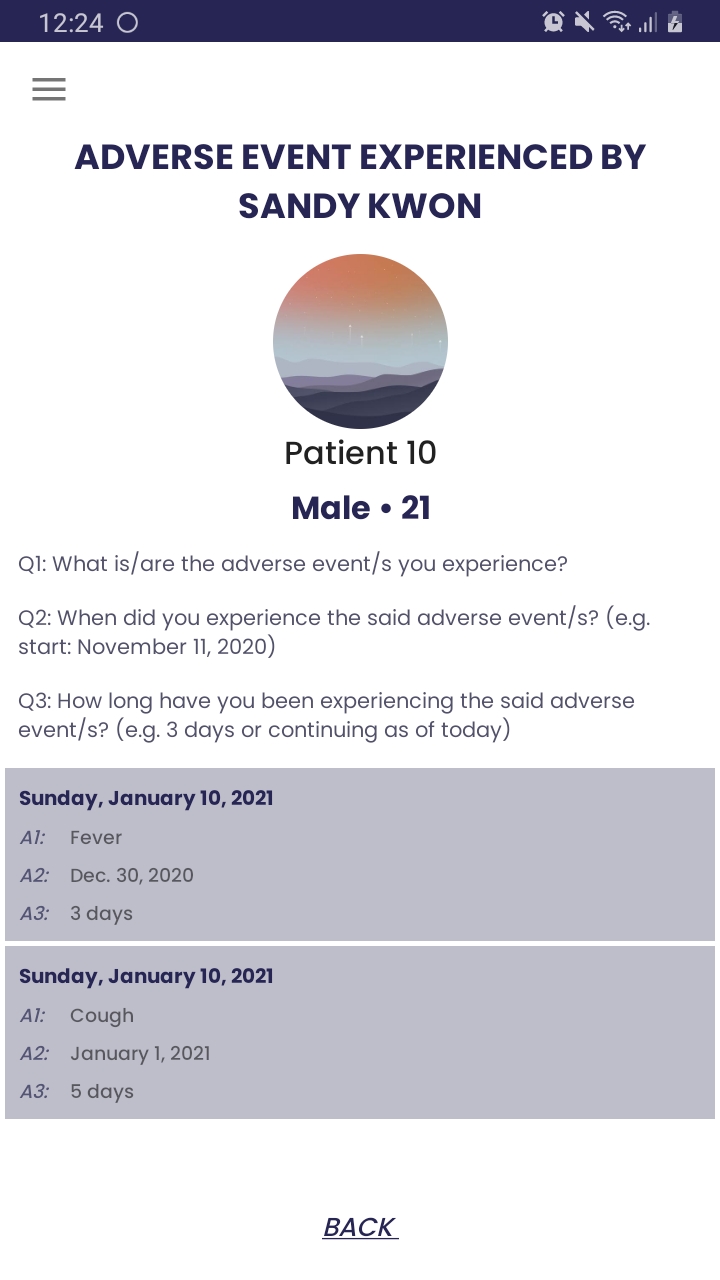 12:24
ADVERSE EVENT EXPERIENCED BY
SANDY KWON
Patient 10
Male • 21
Q1: What is/are the adverse event/s you experience?
Q2: When did you experience the said adverse event/s? (e.g.
start: November 11, 2020)
Q3: How long have you been experiencing the said adverse
event/s? (e.g. 3 days or continuing as of today)
Sunday, January 10, 2021
A1: Fever
A2: Dec. 30, 2020
A3: 3 days
Sunday, January 10, 2021
A1: Cough
A2: January 1, 2021
A3: 5 days
BACK